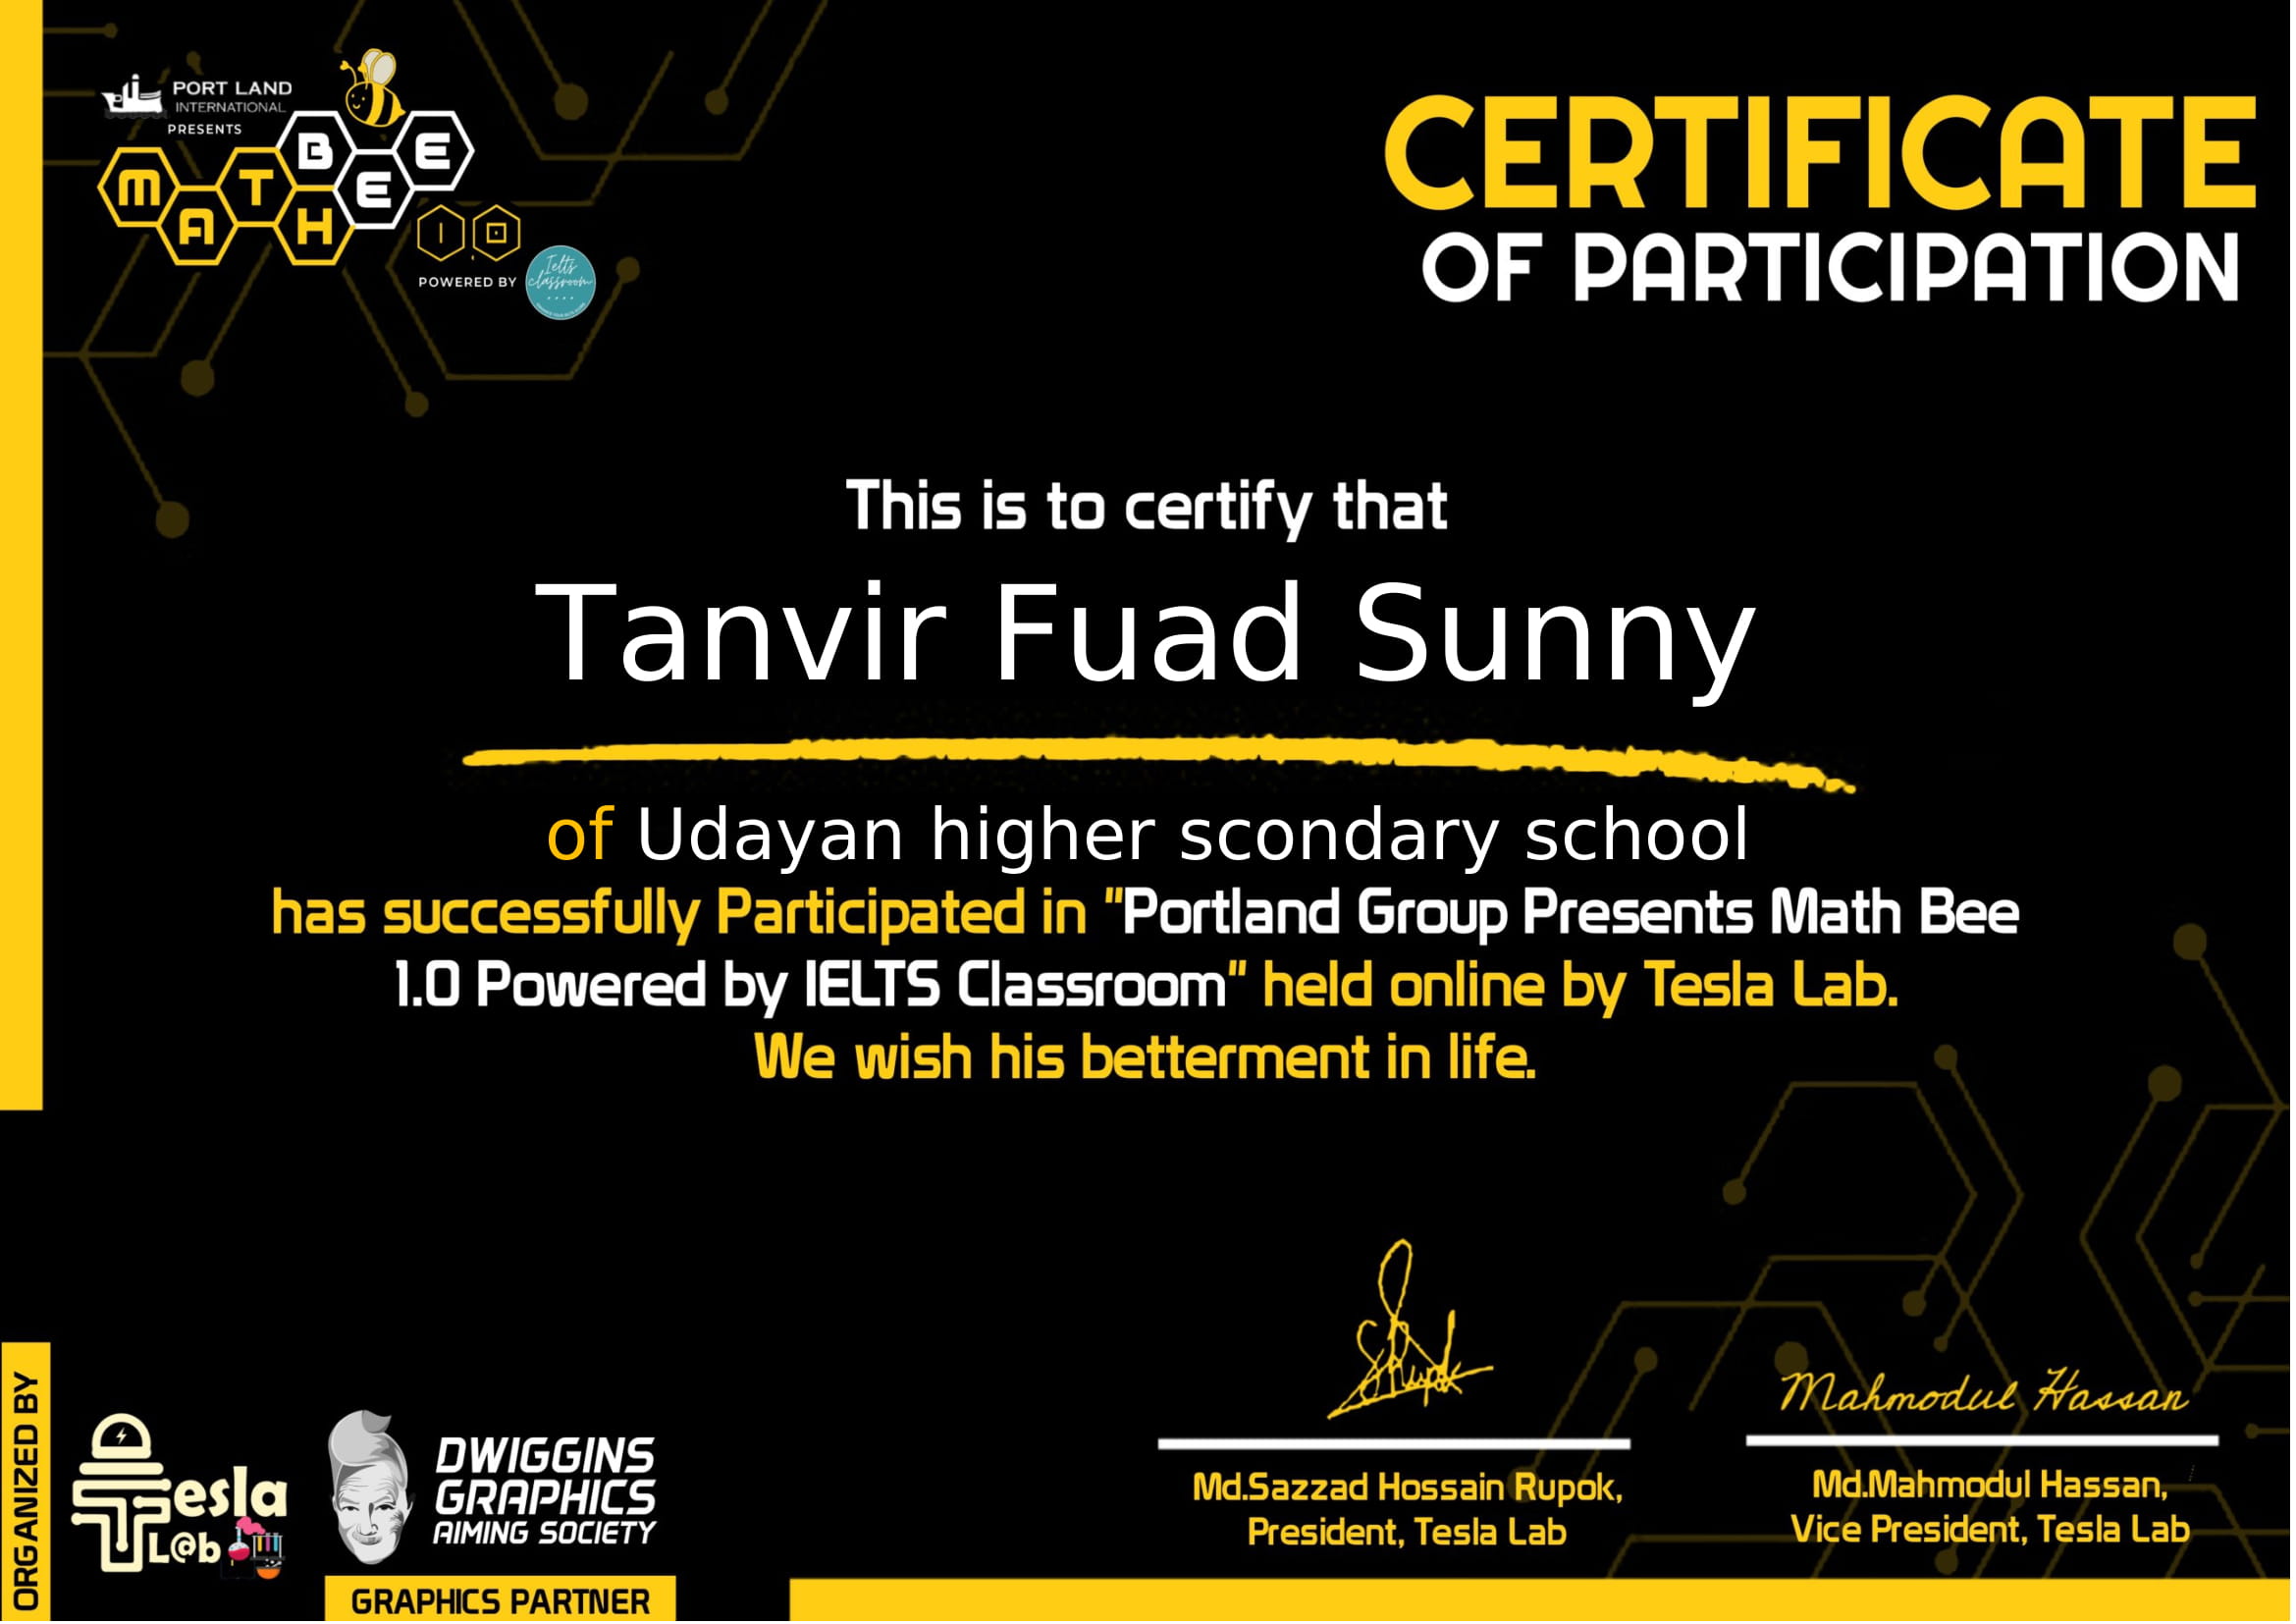 PORT LAND
INTERNATIONAL
PRESENTS
MATH BEE
1.0
POWERED BY
Ielts
classroom
CERTIFICATE
OF PARTICIPATION
This is to certify that
Tanvir Fuad Sunny
of Udayan higher scondary school
has successfully Participated in "Portland Group Presents Math Bee
1.0 Powered by IELTS Classroom" held online by Tesla Lab.
We wish his betterment in life.
ORGANIZED BY
Tesla
L@b
DWIGGINS
GRAPHICS
AIMING SOCIETY
GRAPHICS PARTNER
SRupok
Md.Sazzad Hossain Rupok,
President, Tesla Lab
Mahmodul Hassan
Md.Mahmodul Hassan,
Vice President, Tesla Lab